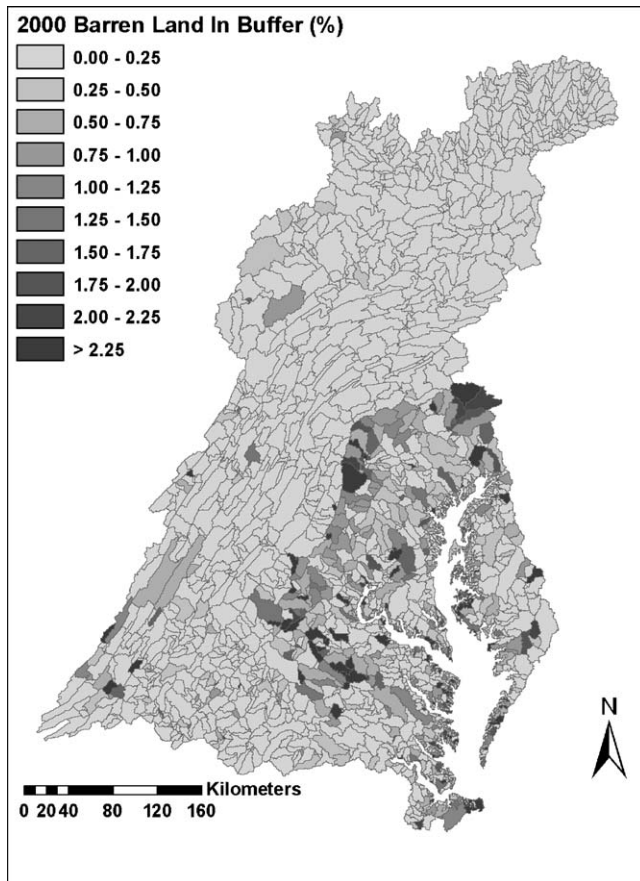 2000 Barren Land In Buffer (%)
0.00 - 0.25
0.25 - 0.50
0.50 - 0.75
0.75 - 1.00
1.00 - 1.25
1.25 - 1.50
1.50 - 1.75
1.75 - 2.00
2.00 - 2.25
> 2.25
N
Kilometers
0 20 40 80 120 160